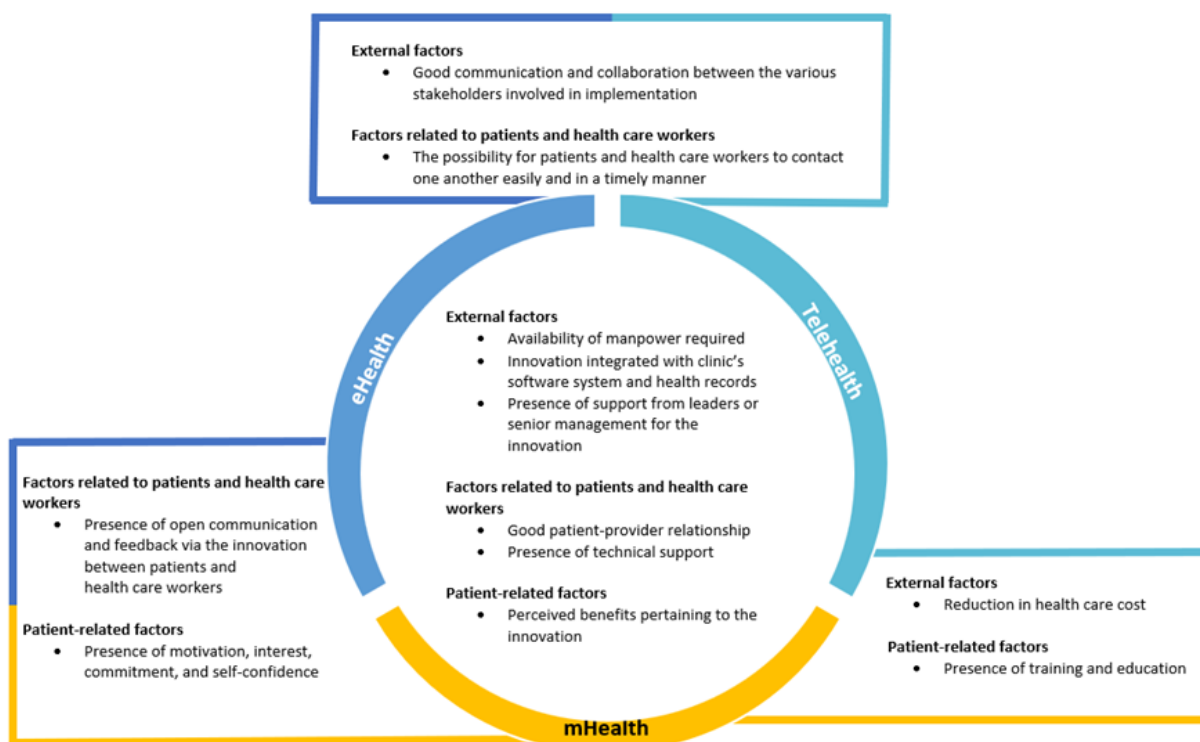 External factors
• Good communication and collaboration between the various
stakeholders involved in implementation
Factors related to patients and health care workers
• The possibility for patients and health care workers to contact
one another easily and in a timely manner
eHealth
Telehealth
External factors
• Availability of manpower required
• Innovation integrated with clinic's
software system and health records
• Presence of support from leaders or
senior management for the
innovation
Factors related to patients and health care
workers
• Good patient-provider relationship
• Presence of technical support
Patient-related factors
• Perceived benefits pertaining to the
innovation
Factors related to patients and health care
workers
• Presence of open communication
and feedback via the innovation
between patients and
health care workers
Patient-related factors
• Presence of motivation, interest,
commitment, and self-confidence
External factors
• Reduction in health care cost
Patient-related factors
• Presence of training and education
mHealth